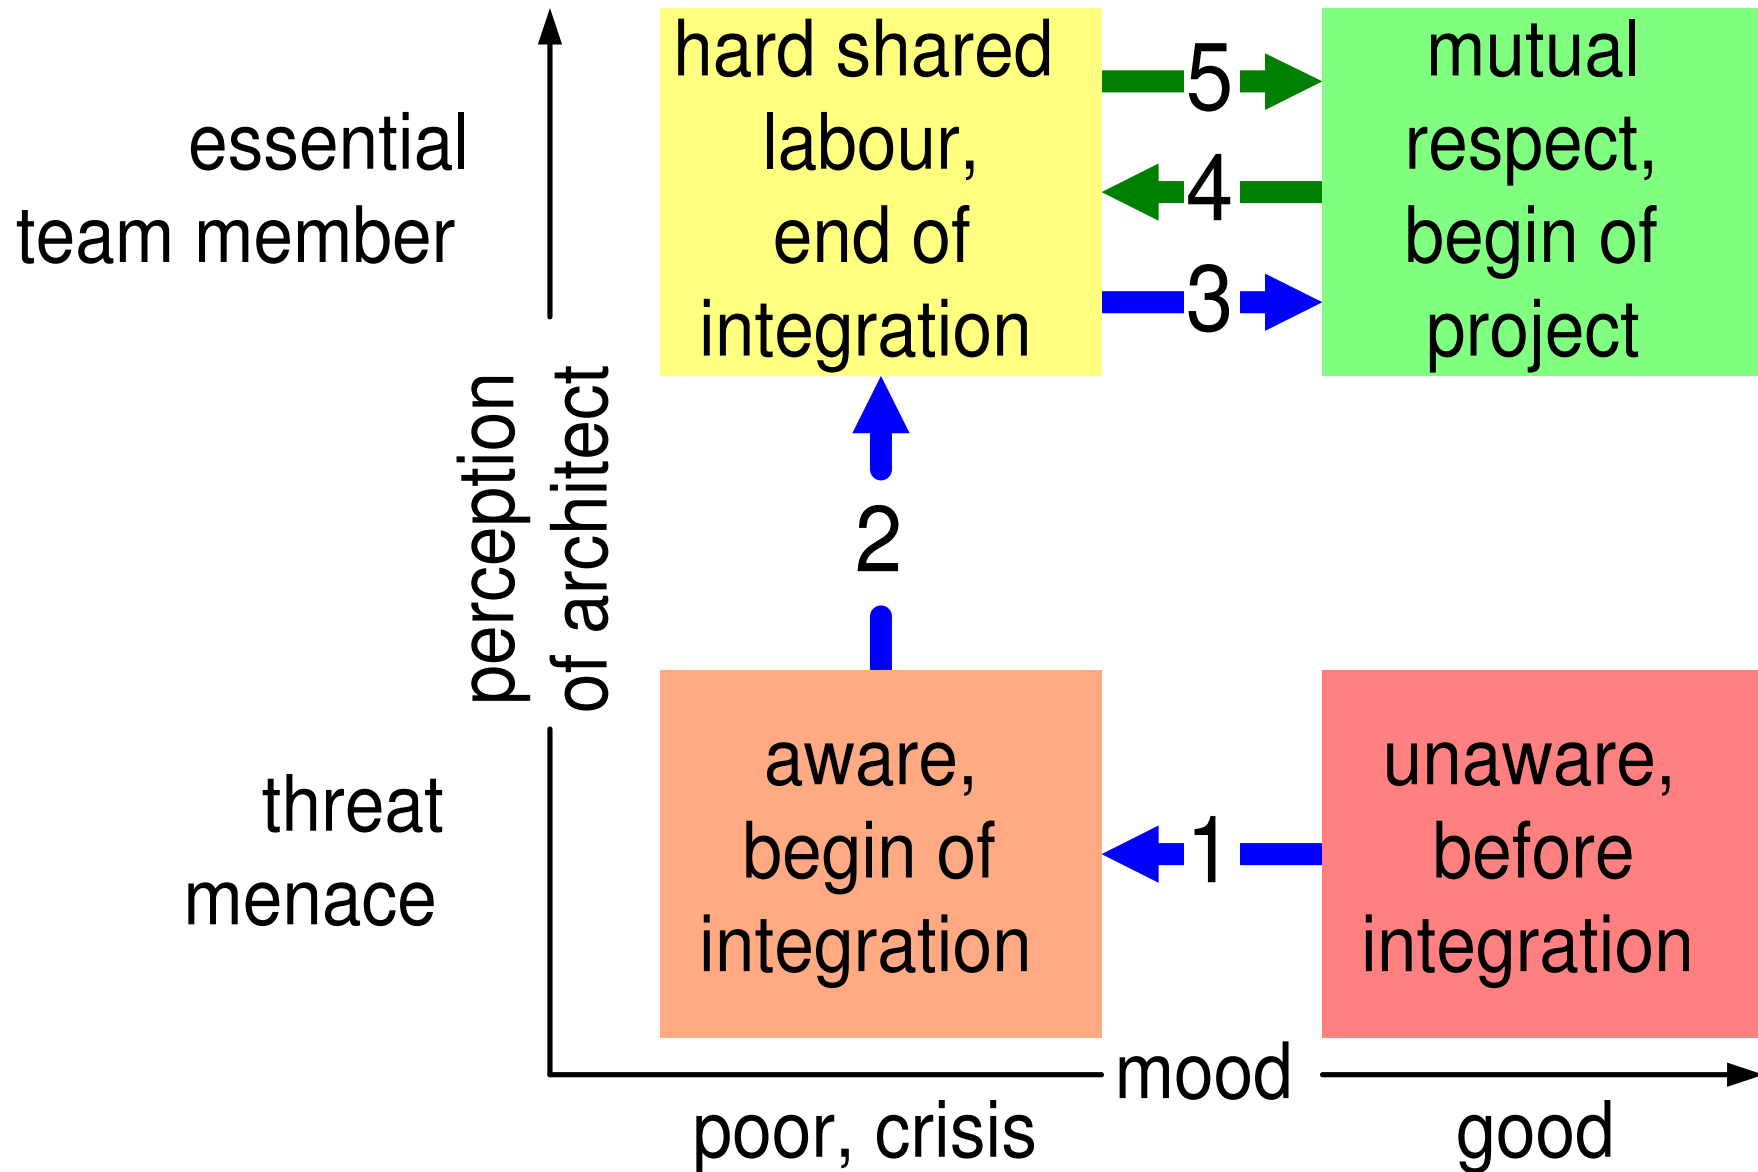 essential
team member
perception
of architect
threat
menace
hard shared
labour,
end of
integration
5
4
3
mutual
respect,
begin of
project
2
aware,
begin of
integration
1
unaware,
before
integration
mood
poor, crisis
good